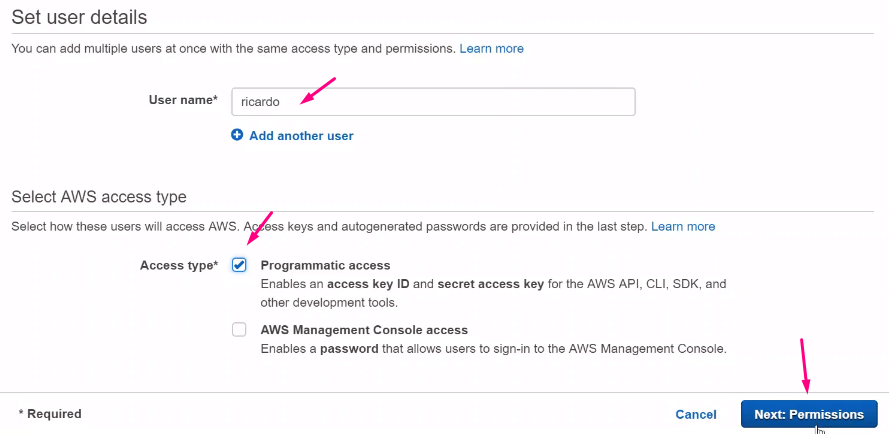 Set user details
You can add multiple users at once with the same access type and permissions. Learn more
User name* ricardo
Add another user
Select AWS access type
Select how these users will access AWS. Access keys and autogenerated passwords are provided in the last step. Learn more
Access type* Programmatic access
Enables an access key ID and secret access key for the AWS API, CLI, SDK, and
other development tools.
AWS Management Console access
Enables a password that allows users to sign-in to the AWS Management Console.
* Required Cancel Next: Permissions